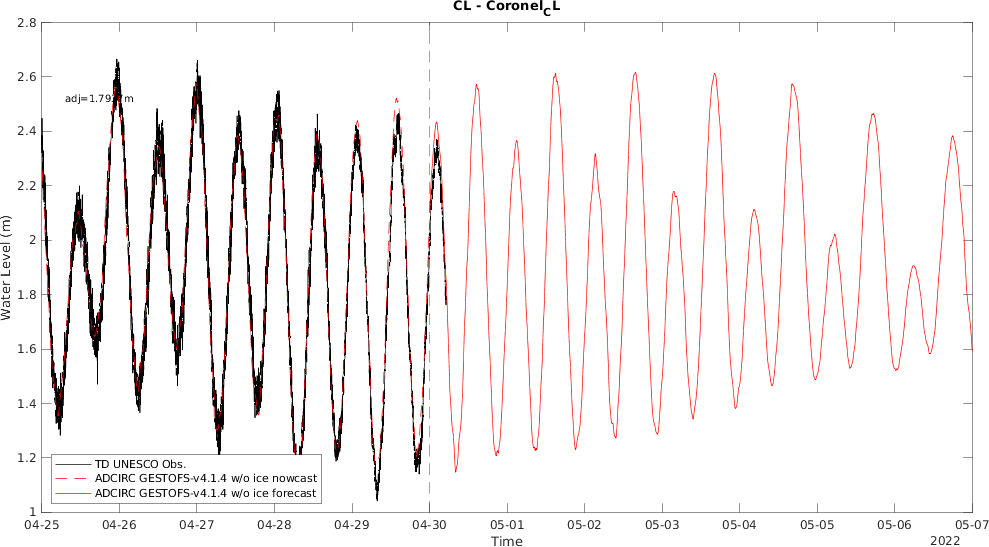 CL - Coronel_CL
2.8
2.6
2.4
2.2
2
1.8
1.6
1.4
1.2
1
Water Level (m)
TD UNESCO Obs.
ADCIRC GESTOFS-v4.1.4 w/o ice nowcast
ADCIRC GESTOFS-v4.1.4 w/o ice forecast
04-25 04-26 04-27 04-28 04-29 04-30 05-01 05-02 05-03 05-04 05-05 05-06 05-07
Time
2022